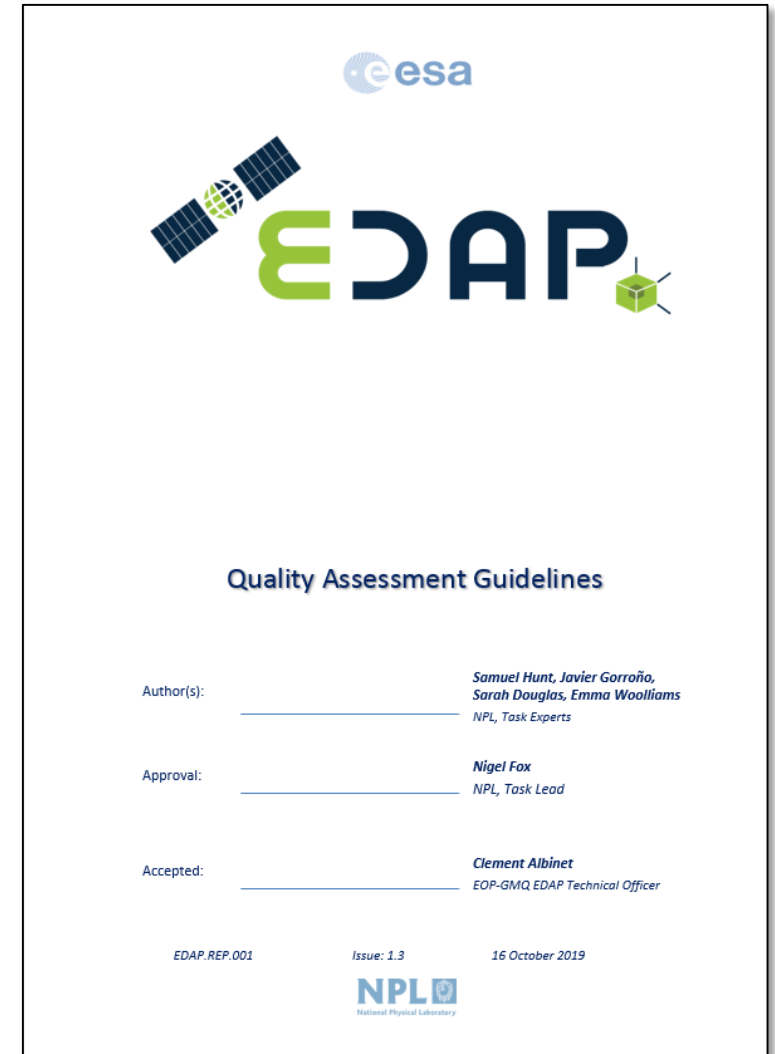 esa
EDAP
Quality Assessment Guidelines
Author(s):
Samuel Hunt, Javier Gorroño,
Sarah Douglas, Emma Woolliams
NPL, Task Experts
Approval:
Nigel Fox
NPL, Task Lead
Accepted:
Clement Albinet
EOP-GMQ EDAP Technical Officer
EDAP.REP.001 Issue: 1.3 16 October 2019
NPL
National Physical Laboratory